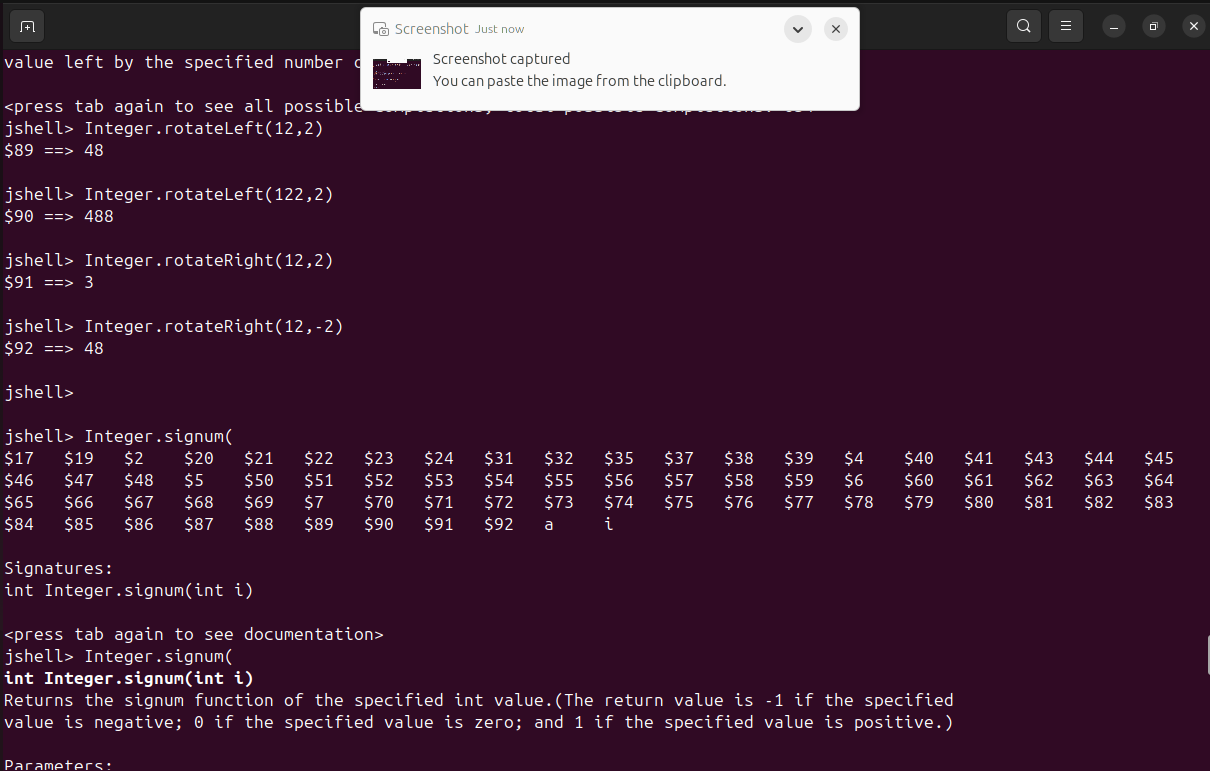 Screenshot Just now
Screenshot captured
You can paste the image from the clipboard.
value left by the specified number
<press tab again to see all possible
jshell> Integer.rotateLeft(12,2)
$89 ==> 48
jshell> Integer.rotateLeft(122,2)
$90 ==> 488
jshell> Integer.rotateRight(12,2)
$91 ==> 3
jshell> Integer.rotateRight(12,-2)
$92 ==> 48
jshell>
jshell> Integer.signum(
$17 $19 $2 $20 $21 $22 $23 $24 $31 $32 $35 $37 $38 $39 $4 $40 $41 $43 $44 $45
$46 $47 $48 $5 $50 $51 $52 $53 $54 $55 $56 $57 $58 $59 $6 $60 $61 $62 $63 $64
$65 $66 $67 $68 $69 $7 $70 $71 $72 $73 $74 $75 $76 $77 $78 $79 $80 $81 $82 $83
$84 $85 $86 $87 $88 $89 $90 $91 $92 a i
Signatures:
int Integer.signum(int i)
<press tab again to see documentation>
jshell> Integer.signum(
int Integer.signum(int i)
Returns the signum function of the specified int value.(The return value is -1 if the specified
value is negative; 0 if the specified value is zero; and 1 if the specified value is positive.)
Parameters: